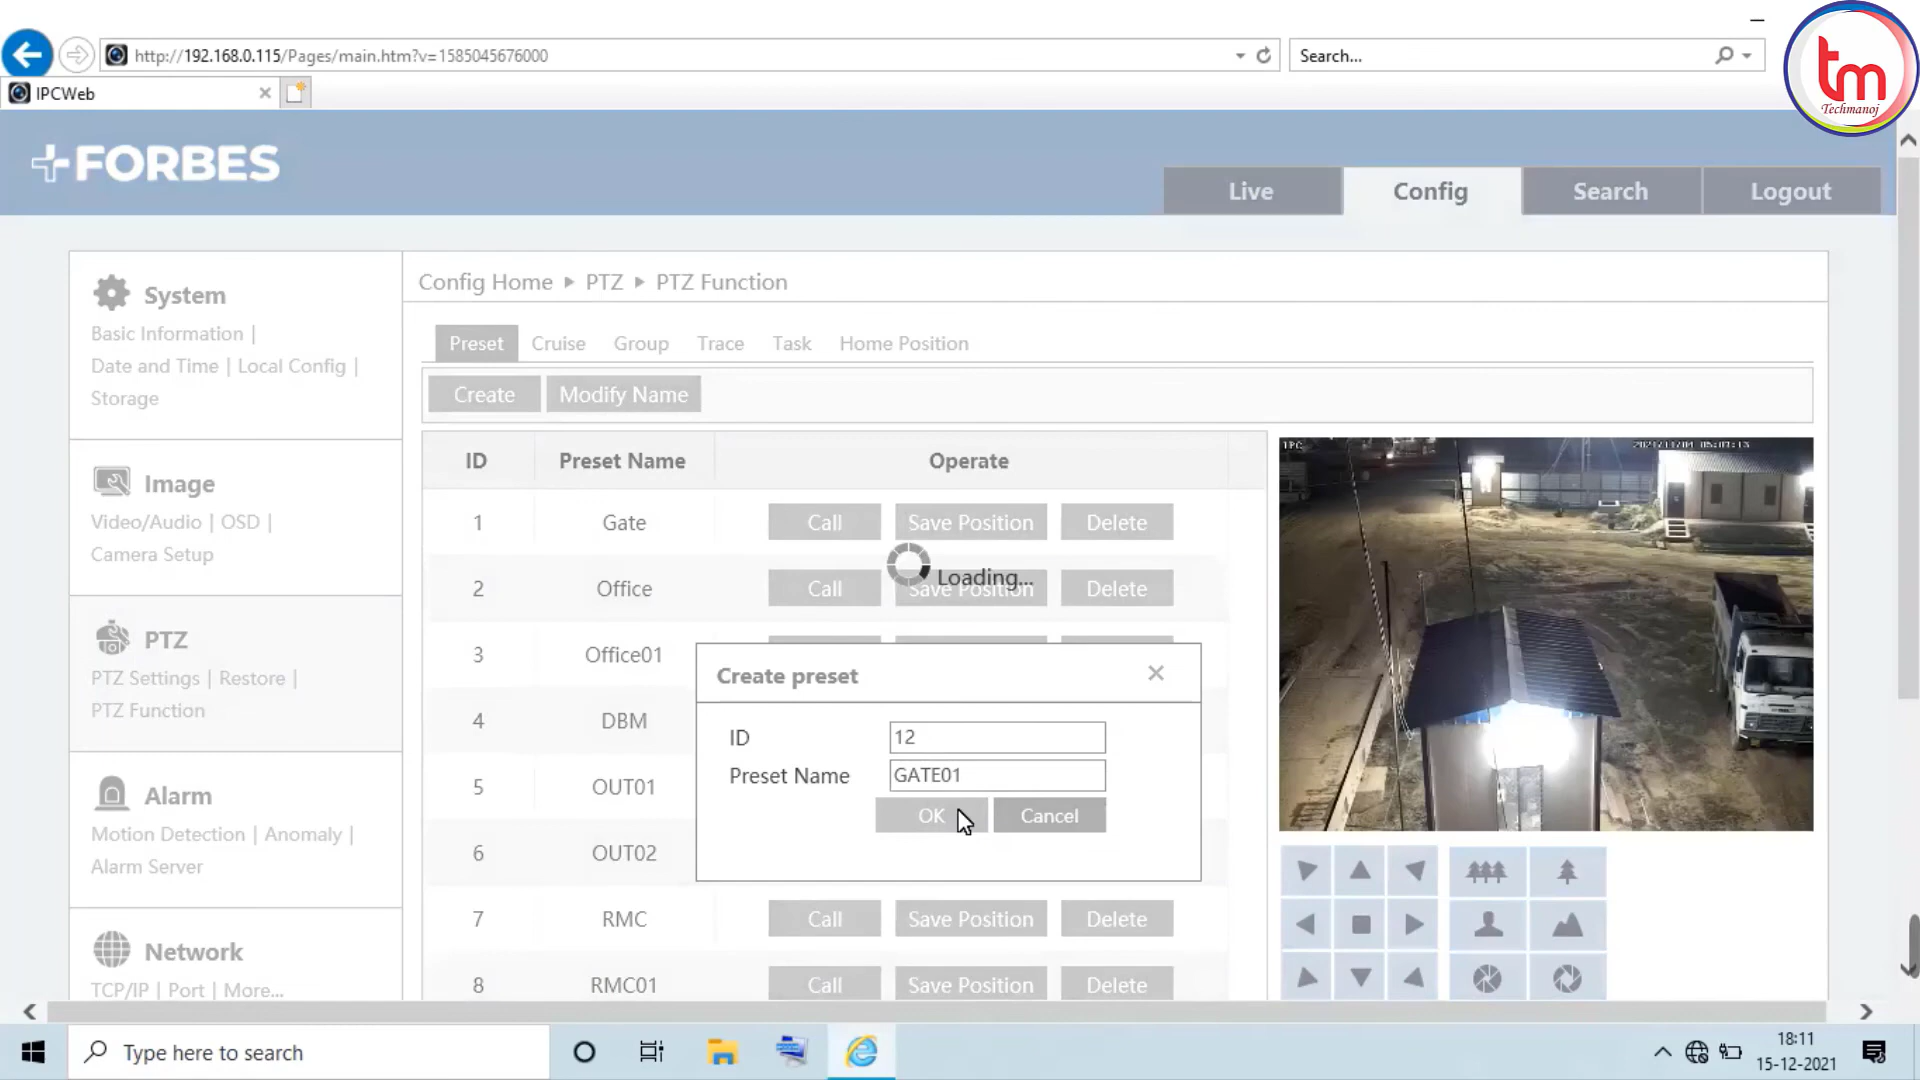 http://192.168.0.115/Pages/main.htm?v=1585045676000
Search...
tm
Techmanoj
IPCWeb
FORBES
Live
Config
Search
Logout
System
Basic Information |
Date and Time | Local Config |
Storage
Image
Video/Audio | OSD |
Camera Setup
PTZ
PTZ Settings | Restore |
PTZ Function
Alarm
Motion Detection | Anomaly |
Alarm Server
Network
TCP/IP | Port | More...
Config Home ▸ PTZ ▸ PTZ Function
Preset Cruise Group Trace Task Home Position
Create Modify Name
ID Preset Name Operate
1 Gate Call Save Position Delete
Loading...
2 Office Call Save Position Delete
3 Office01
4 DBM
5 OUT01
6 OUT02
7 RMC Call Save Position Delete
8 RMC01 Call Save Position Delete
Create preset
ID 12
Preset Name GATE01
OK Cancel
IPC
Type here to search
18:11
15-12-2021